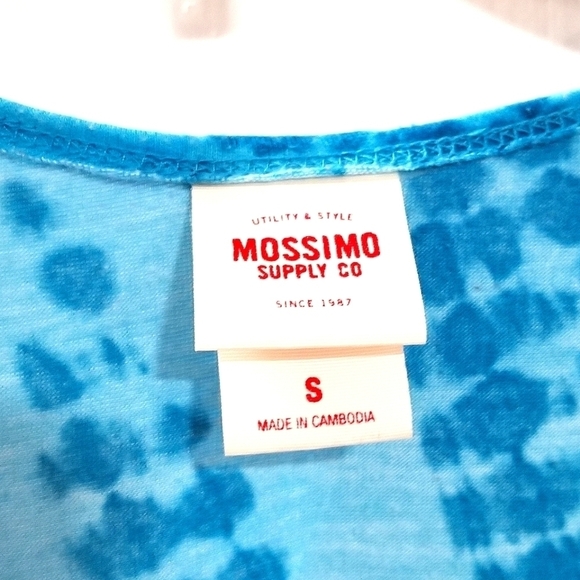 UTILITY & STYLE
MOSSIMO
SUPPLY CO
SINCE 1987
S
MADE IN CAMBODIA